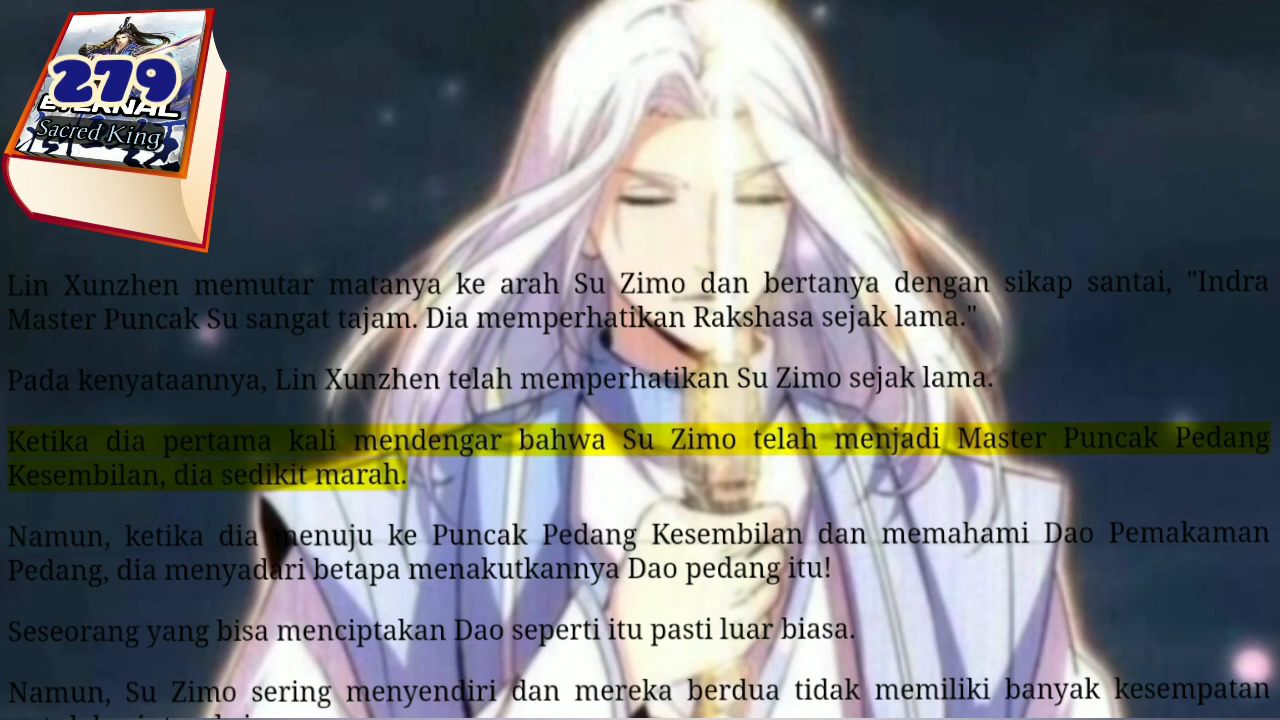 279
ETERNAL
Sacred King
Lin Xunzhen memutar matanya ke arah Su Zimo dan bertanya dengan sikap santai, "Indra
Master Puncak Su sangat tajam. Dia memperhatikan Rakshasa sejak lama."
Pada kenyataannya, Lin Xunzhen telah memperhatikan Su Zimo sejak lama.
Ketika dia pertama kali mendengar bahwa Su Zimo telah menjadi Master Puncak Pedang
Kesembilan, dia sedikit marah.
Namun, ketika dia menuju ke Puncak Pedang Kesembilan dan memahami Dao Pemakaman
Pedang, dia menyadari betapa menakutkannya Dao pedang itu!
Seseorang yang bisa menciptakan Dao seperti itu pasti luar biasa.
Namun, Su Zimo sering menyendiri dan mereka berdua tidak memiliki banyak kesempatan